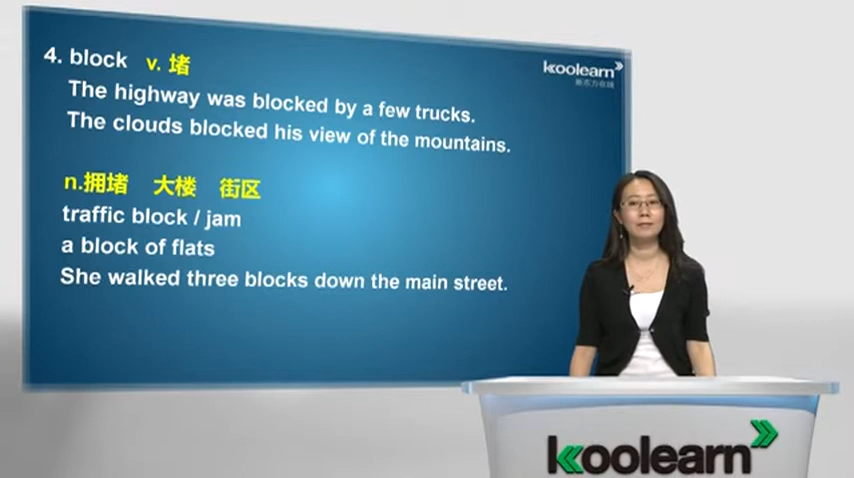 4. block v. 堵
The highway was blocked by a few trucks.
The clouds blocked his view of the mountains.
n.拥堵 大楼 街区
traffic block / jam
a block of flats
She walked three blocks down the main street.
koolearn
新东方在线
koolearn